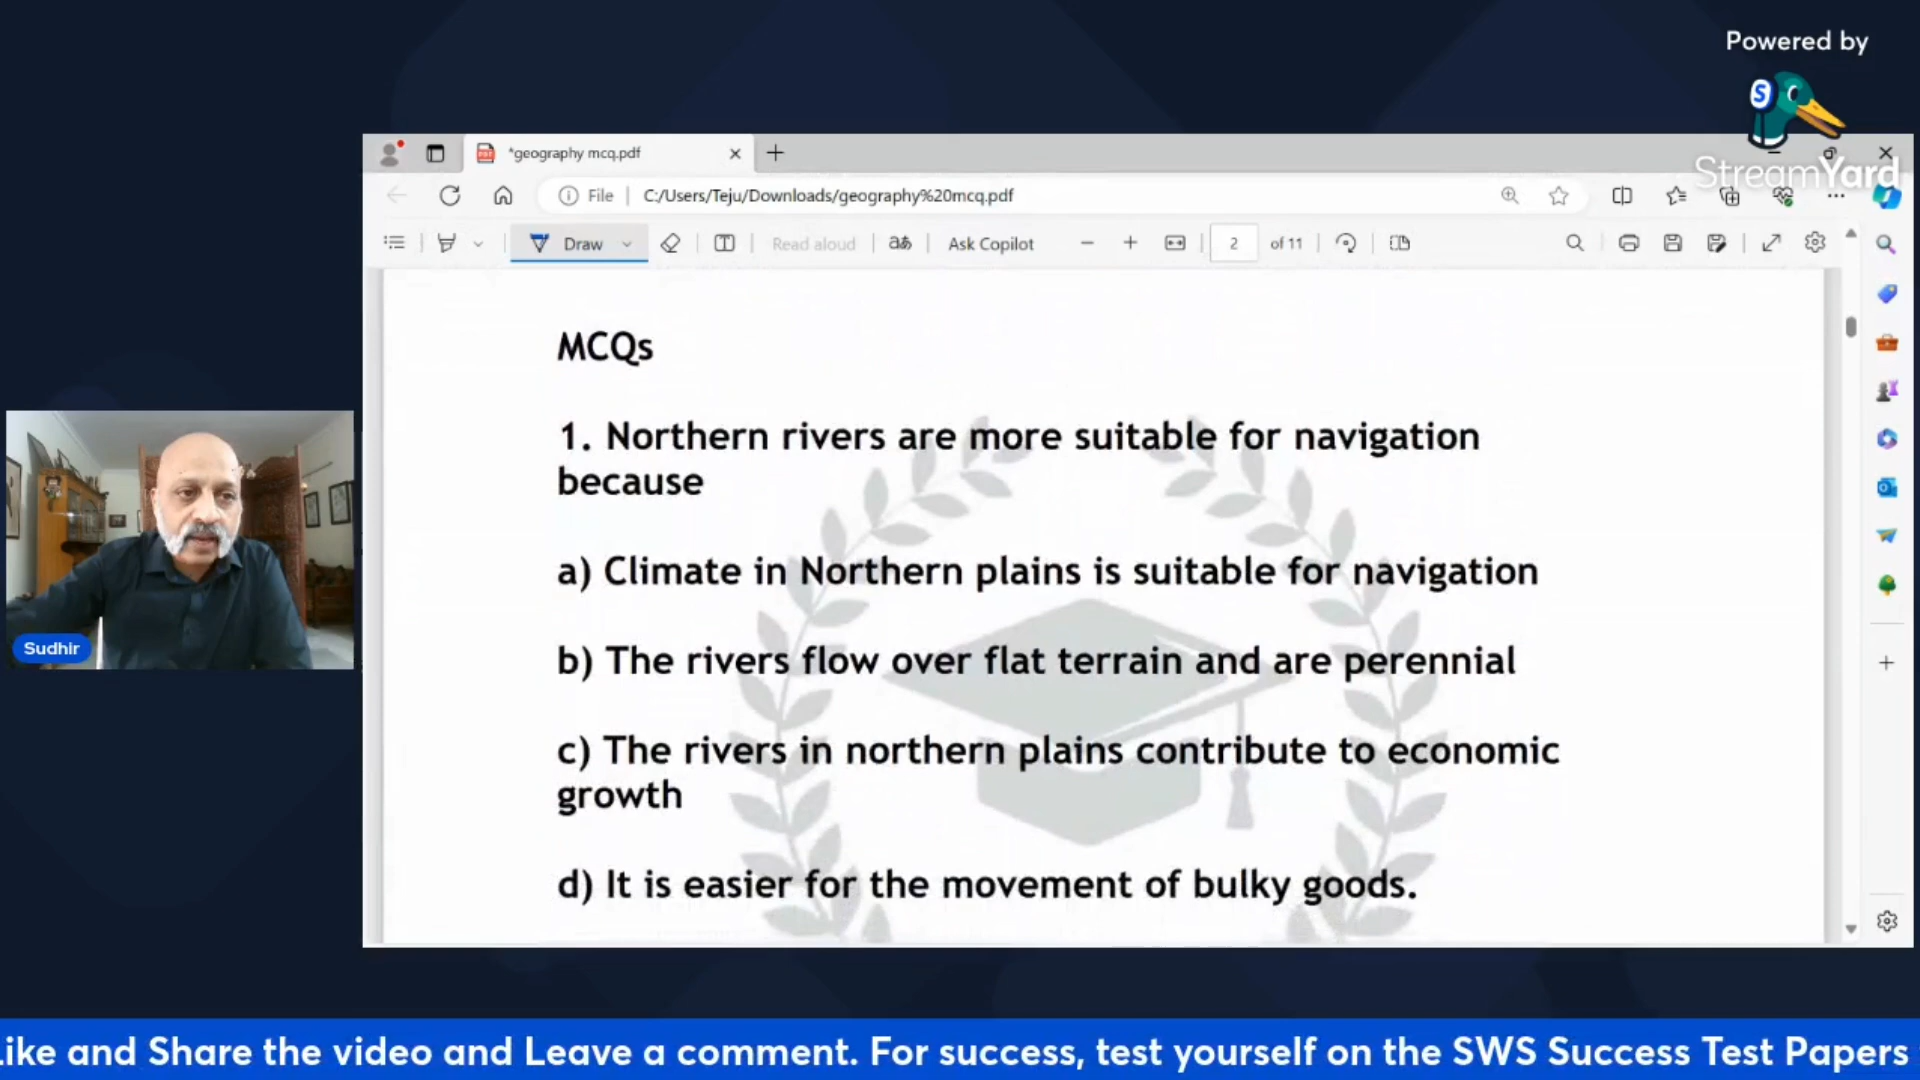 Powered by
S
StreamYard
*geography mcq.pdf
File
C:/Users/Teju/Downloads/geography%20mcq.pdf
Draw
Read aloud
aあ
Ask Copilot
2
of 11
MCQs
1. Northern rivers are more suitable for navigation
because
a) Climate in Northern plains is suitable for navigation
b) The rivers flow over flat terrain and are perennial
c) The rivers in northern plains contribute to economic
growth
d) It is easier for the movement of bulky goods.
Sudhir
ike and Share the video and Leave a comment. For success, test yourself on the SWS Success Test Papers